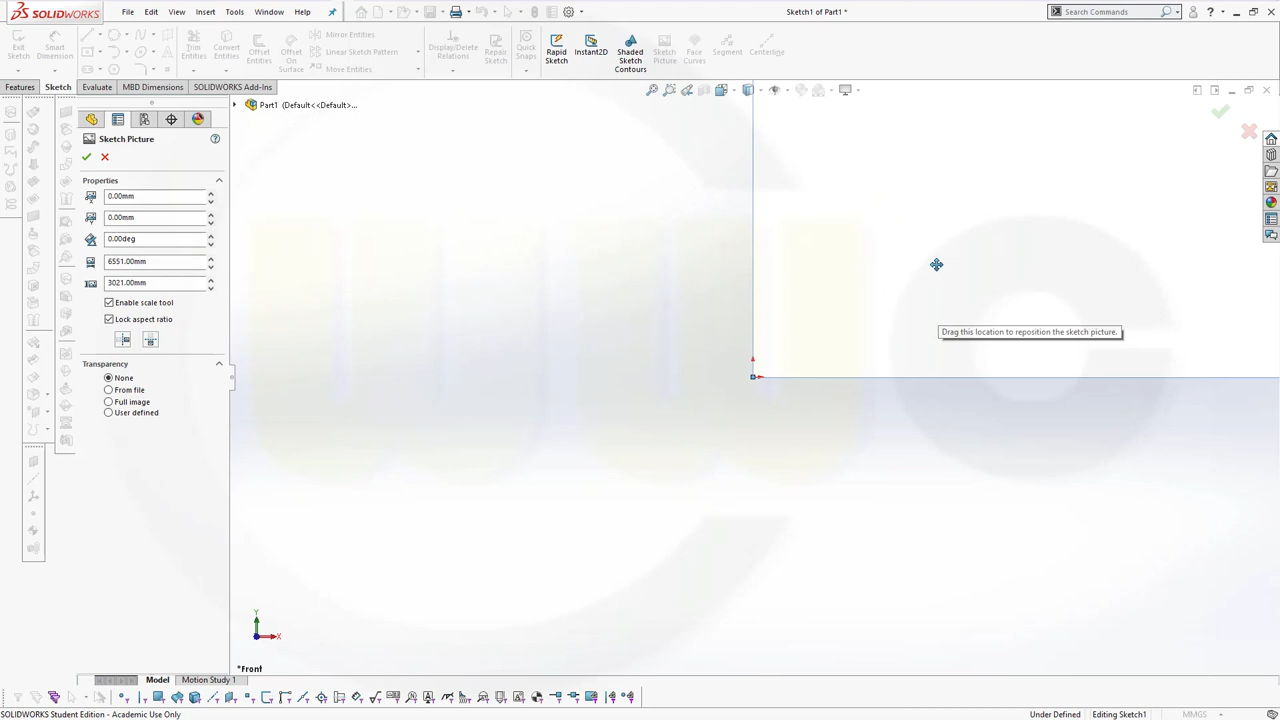 SOLIDWORKS File Edit View Insert Tools Window Help Sketch1 of Part1 * Search Commands
Exit Sketch Smart Dimension Trim Entities Convert Entities Offset Entities Offset On Surface Mirror Entities Linear Sketch Pattern Move Entities Display/Delete Relations Repair Sketch Quick Snaps Rapid Sketch Instant2D Shaded Sketch Contours Sketch Picture Face Curves Segment Centerline
Features Sketch Evaluate MBD Dimensions SOLIDWORKS Add-Ins
Part1 (Default<<Default>...
Sketch Picture
Properties
0.00mm
0.00mm
0.00deg
6551.00mm
3021.00mm
Enable scale tool
Lock aspect ratio
Transparency
None
From file
Full image
User defined
Drag this location to reposition the sketch picture.
Y
X
*Front
Model Motion Study 1
SOLIDWORKS Student Edition - Academic Use Only Under Defined Editing Sketch1 MMGS